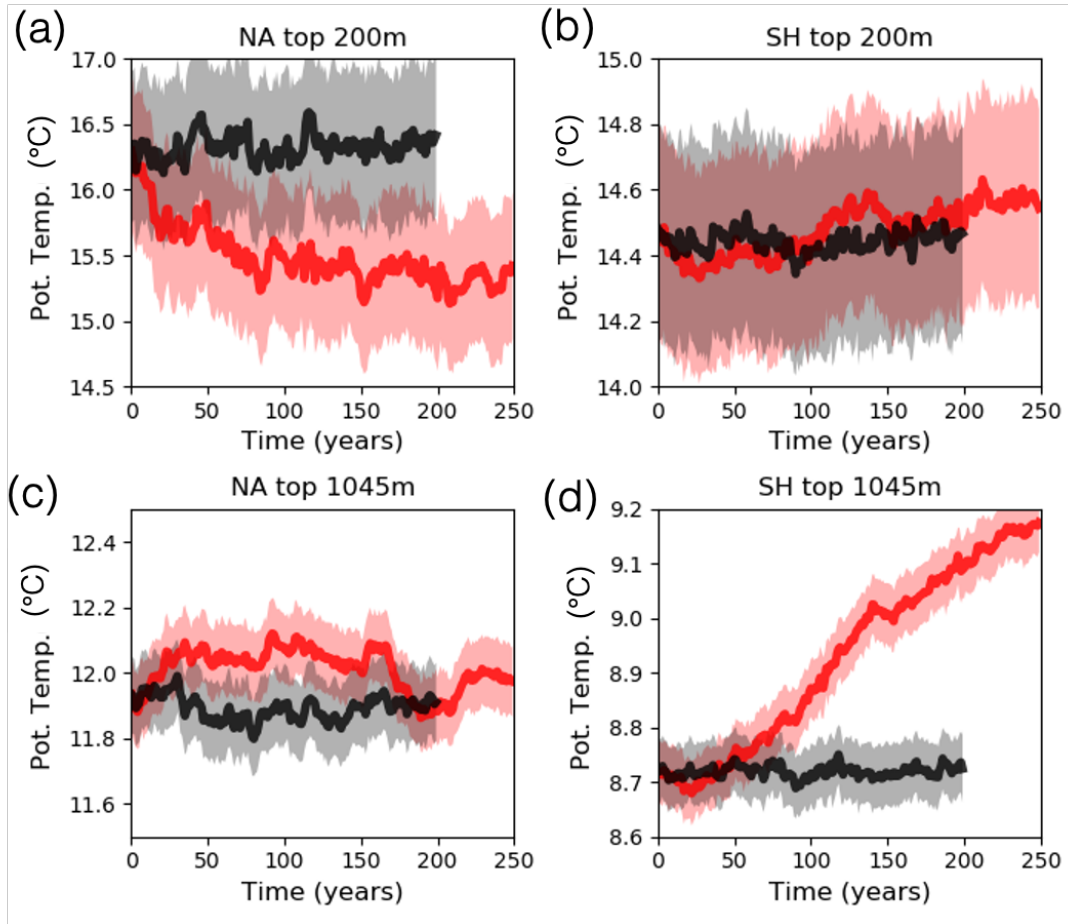 (a)
NA top 200m
Pot. Temp. (°C)
17.0
16.5
16.0
15.5
15.0
14.5
0 50 100 150 200 250
Time (years)
(b)
SH top 200m
Pot. Temp. (°C)
15.0
14.8
14.6
14.4
14.2
14.0
0 50 100 150 200 250
Time (years)
(c)
NA top 1045m
Pot. Temp. (°C)
12.4
12.2
12.0
11.8
11.6
0 50 100 150 200 250
Time (years)
(d)
SH top 1045m
Pot. Temp. (°C)
9.2
9.1
9.0
8.9
8.8
8.7
8.6
0 50 100 150 200 250
Time (years)